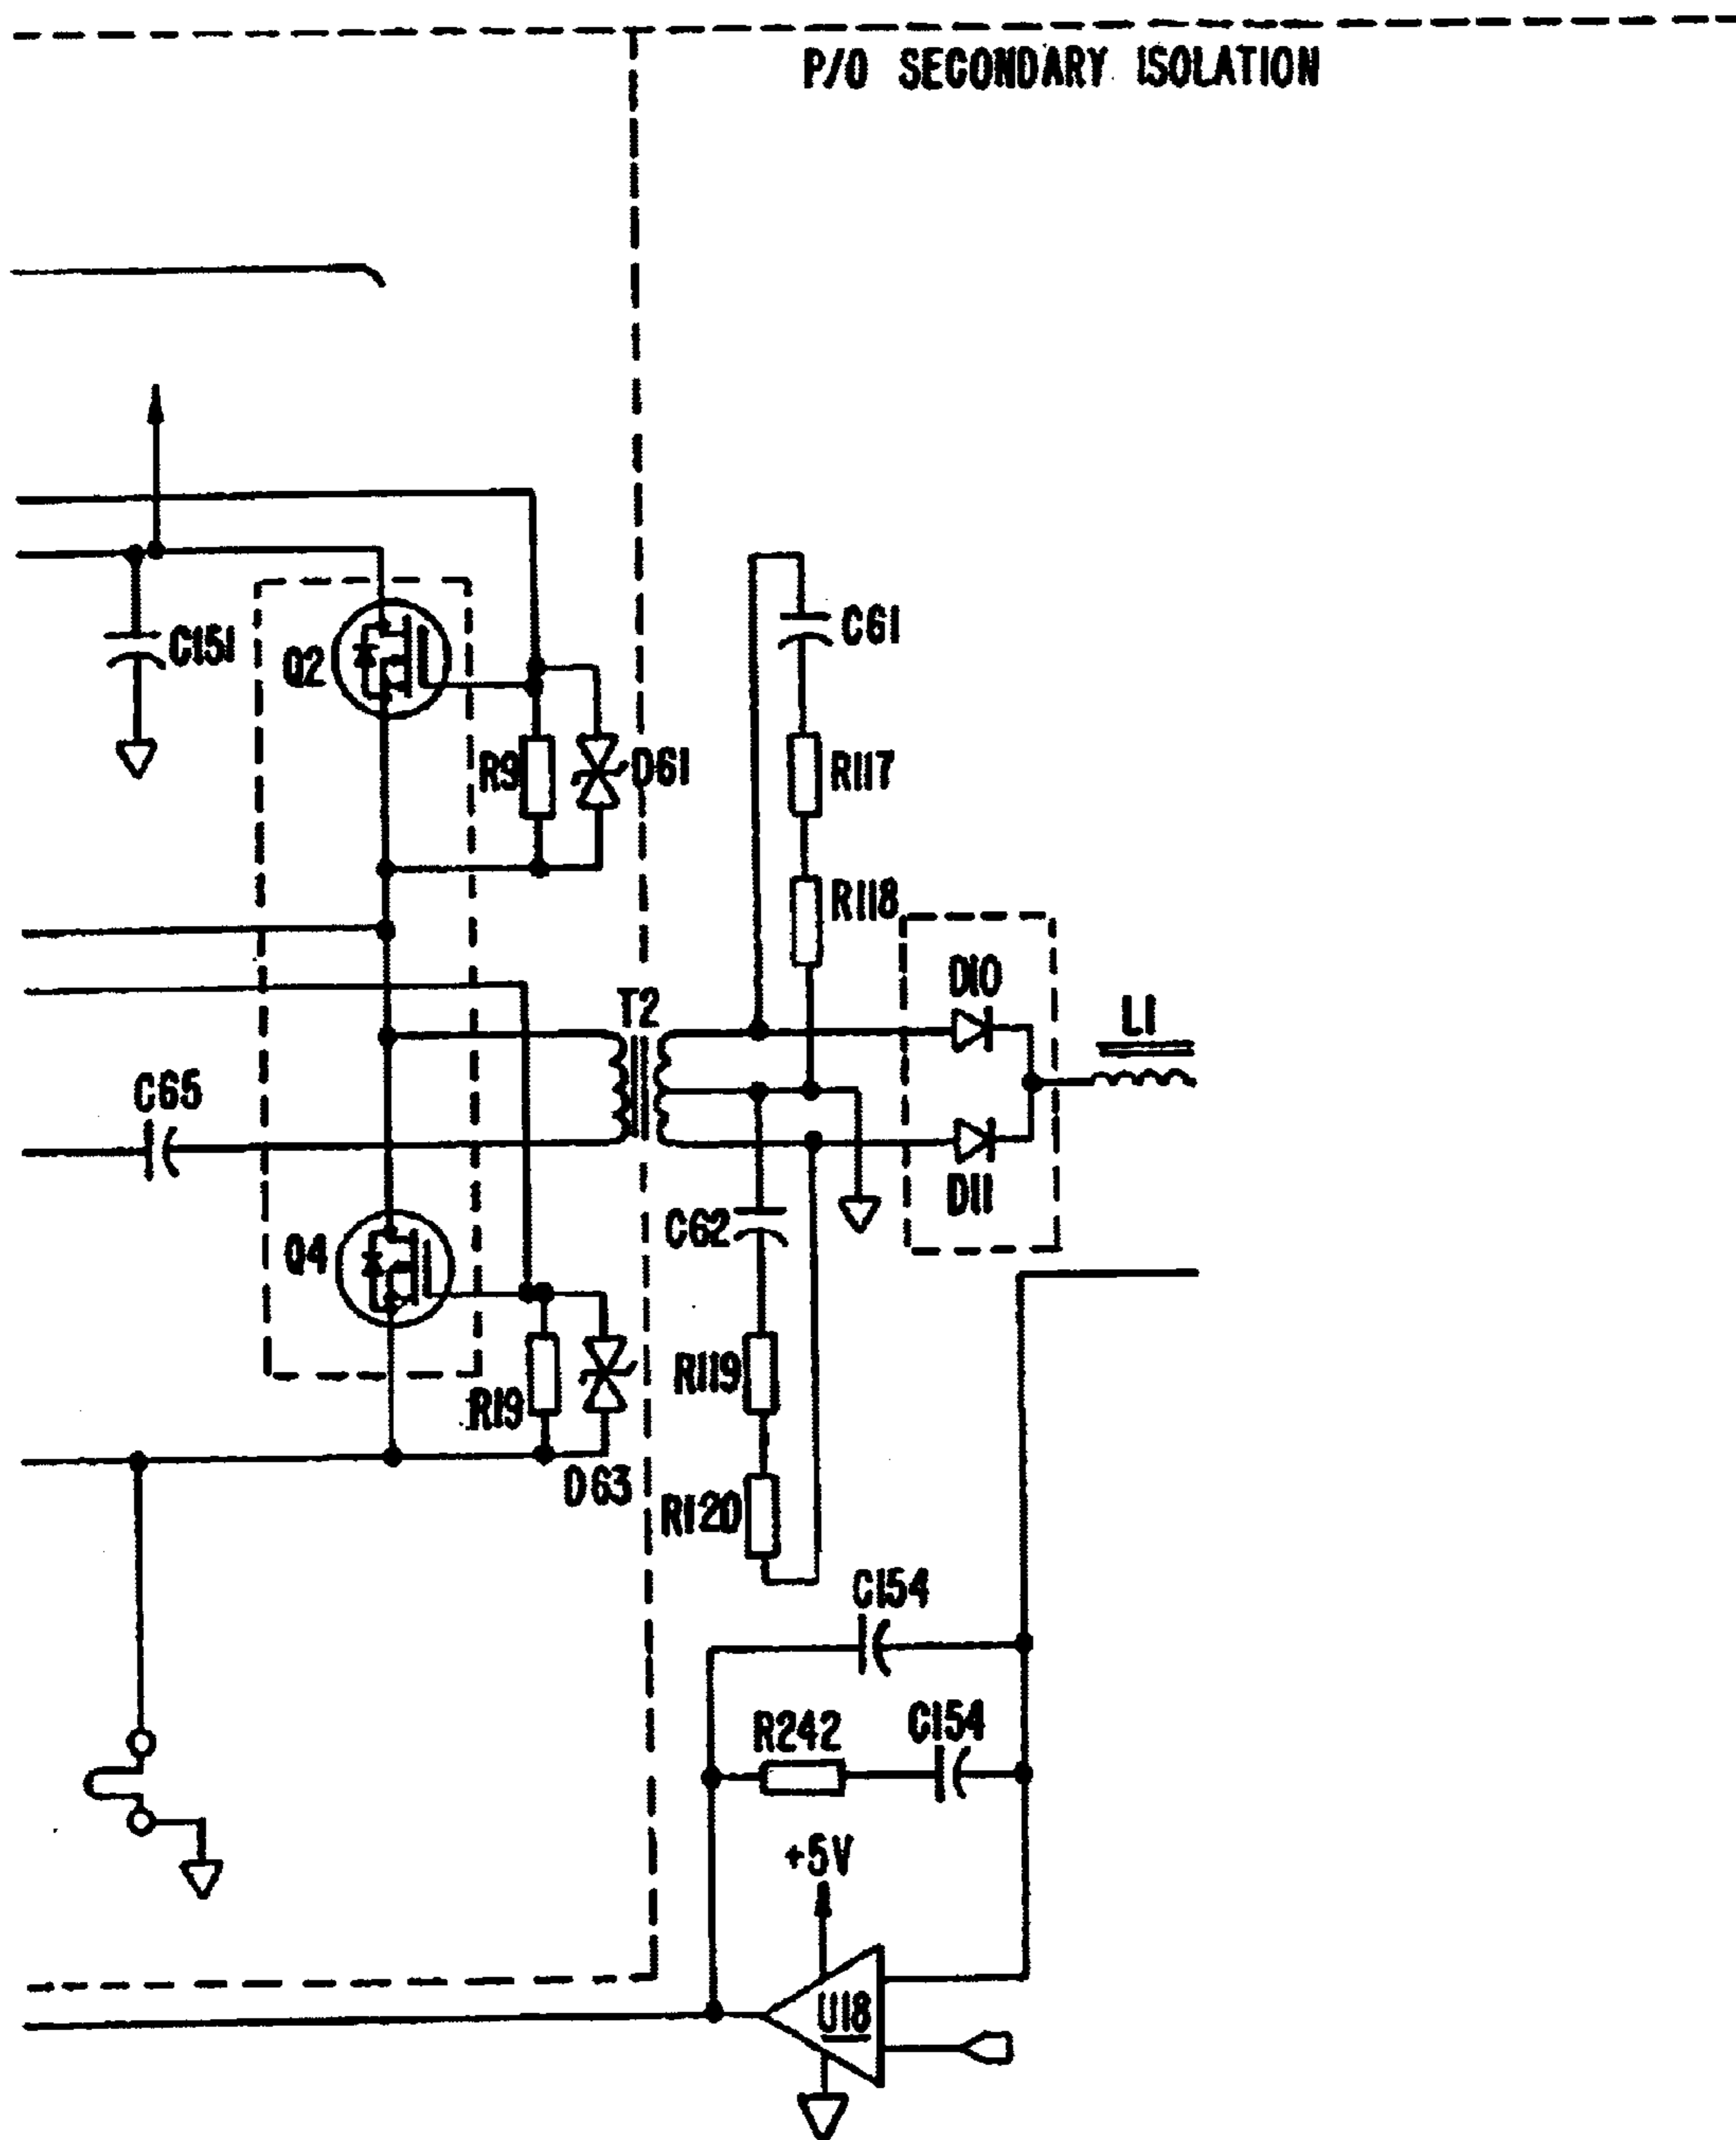 P/O SECONDARY ISOLATION
C151
Q2
C61
R9
D61
R117
R118
D10
T2
L1
C65
D11
C62
Q4
R119
R19
D63
R120
C154
R242
C154
+5V
U18